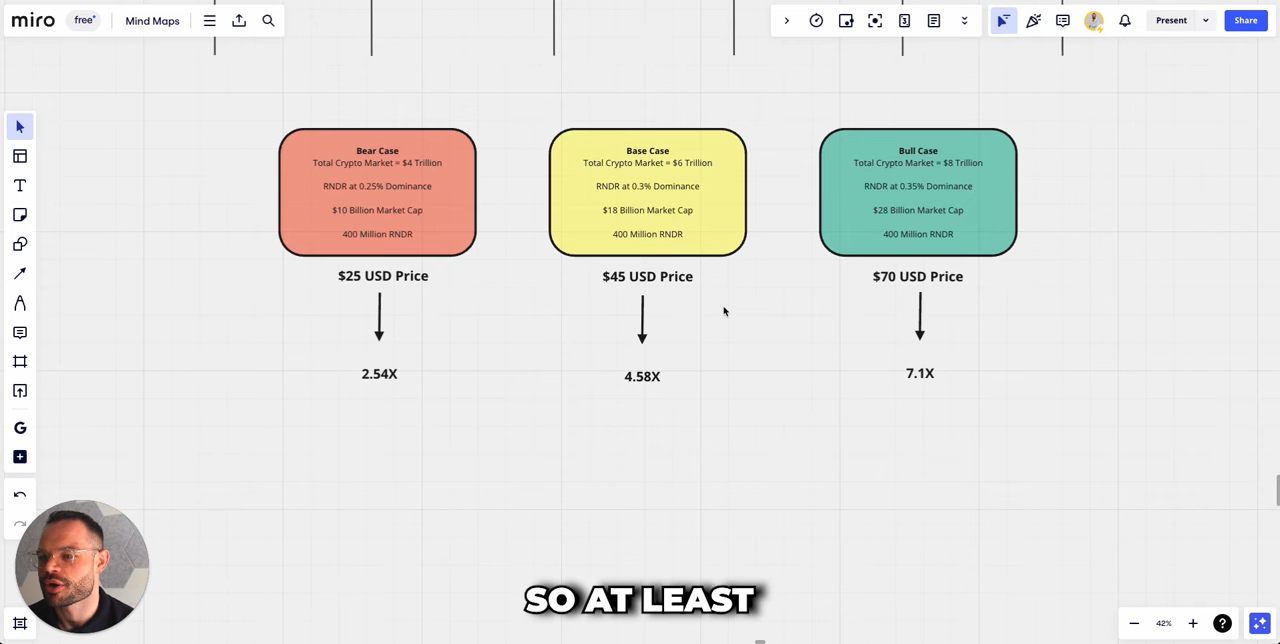 miro free Mind Maps
Present
Share
Bear Case
Total Crypto Market = $4 Trillion
RNDR at 0.25% Dominance
$10 Billion Market Cap
400 Million RNDR
$25 USD Price
2.54X
Base Case
Total Crypto Market = $6 Trillion
RNDR at 0.3% Dominance
$18 Billion Market Cap
400 Million RNDR
$45 USD Price
4.58X
Bull Case
Total Crypto Market = $8 Trillion
RNDR at 0.35% Dominance
$28 Billion Market Cap
400 Million RNDR
$70 USD Price
7.1X
SO AT LEAST
42%